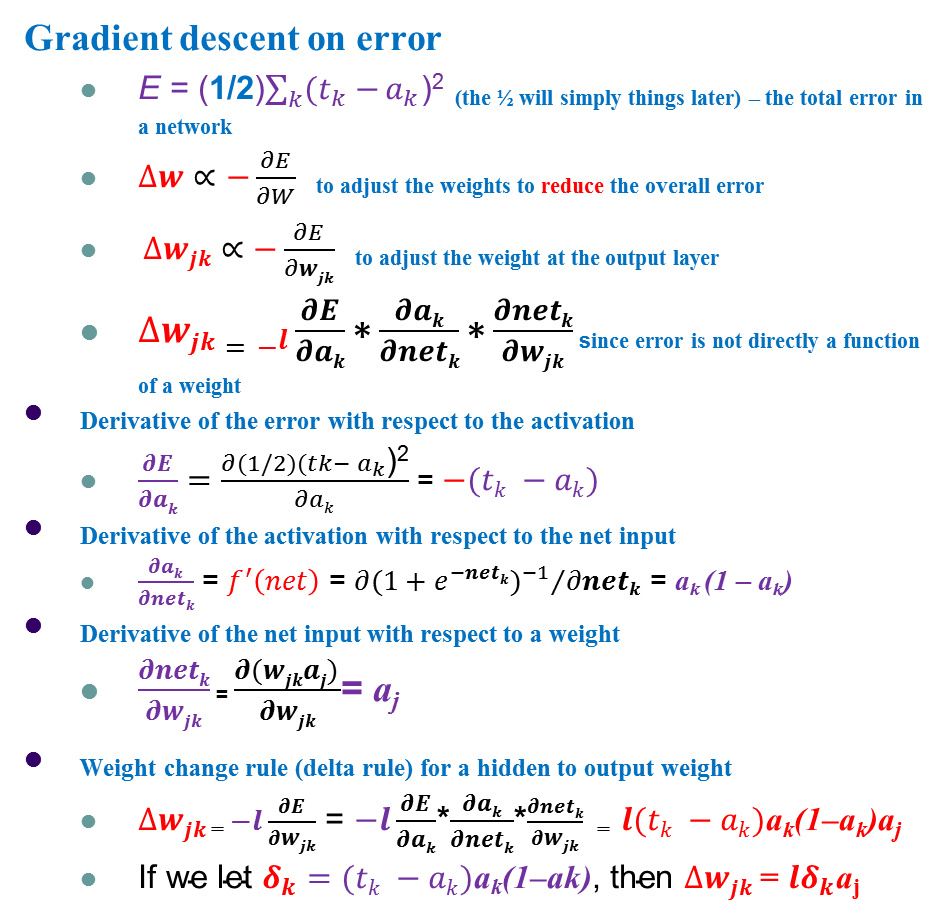 Gradient descent on error
E = (1/2)∑ₖ(tₖ − aₖ)² (the ½ will simply things later) – the total error in
a network
Δw ∝ − ∂E/∂W to adjust the weights to reduce the overall error
Δwⱼₖ ∝ − ∂E/∂wⱼₖ to adjust the weight at the output layer
Δwⱼₖ = −l ∂E/∂aₖ * ∂aₖ/∂netₖ * ∂netₖ/∂wⱼₖ since error is not directly a function
of a weight
Derivative of the error with respect to the activation
∂E/∂aₖ = ∂(1/2)(tk− aₖ)²/∂aₖ = −(tₖ − aₖ)
Derivative of the activation with respect to the net input
∂aₖ/∂netₖ = f′(net) = ∂(1 + e^−netₖ)⁻¹/∂netₖ = aₖ(1 – aₖ)
Derivative of the net input with respect to a weight
∂netₖ/∂wⱼₖ = ∂(wⱼₖaⱼ)/∂wⱼₖ = aⱼ
Weight change rule (delta rule) for a hidden to output weight
Δwⱼₖ = −l ∂E/∂wⱼₖ = −l ∂E/∂aₖ * ∂aₖ/∂netₖ * ∂netₖ/∂wⱼₖ = l(tₖ − aₖ)aₖ(1–aₖ)aⱼ
If we let δₖ = (tₖ − aₖ)aₖ(1–ak), then Δwⱼₖ = lδₖaⱼ